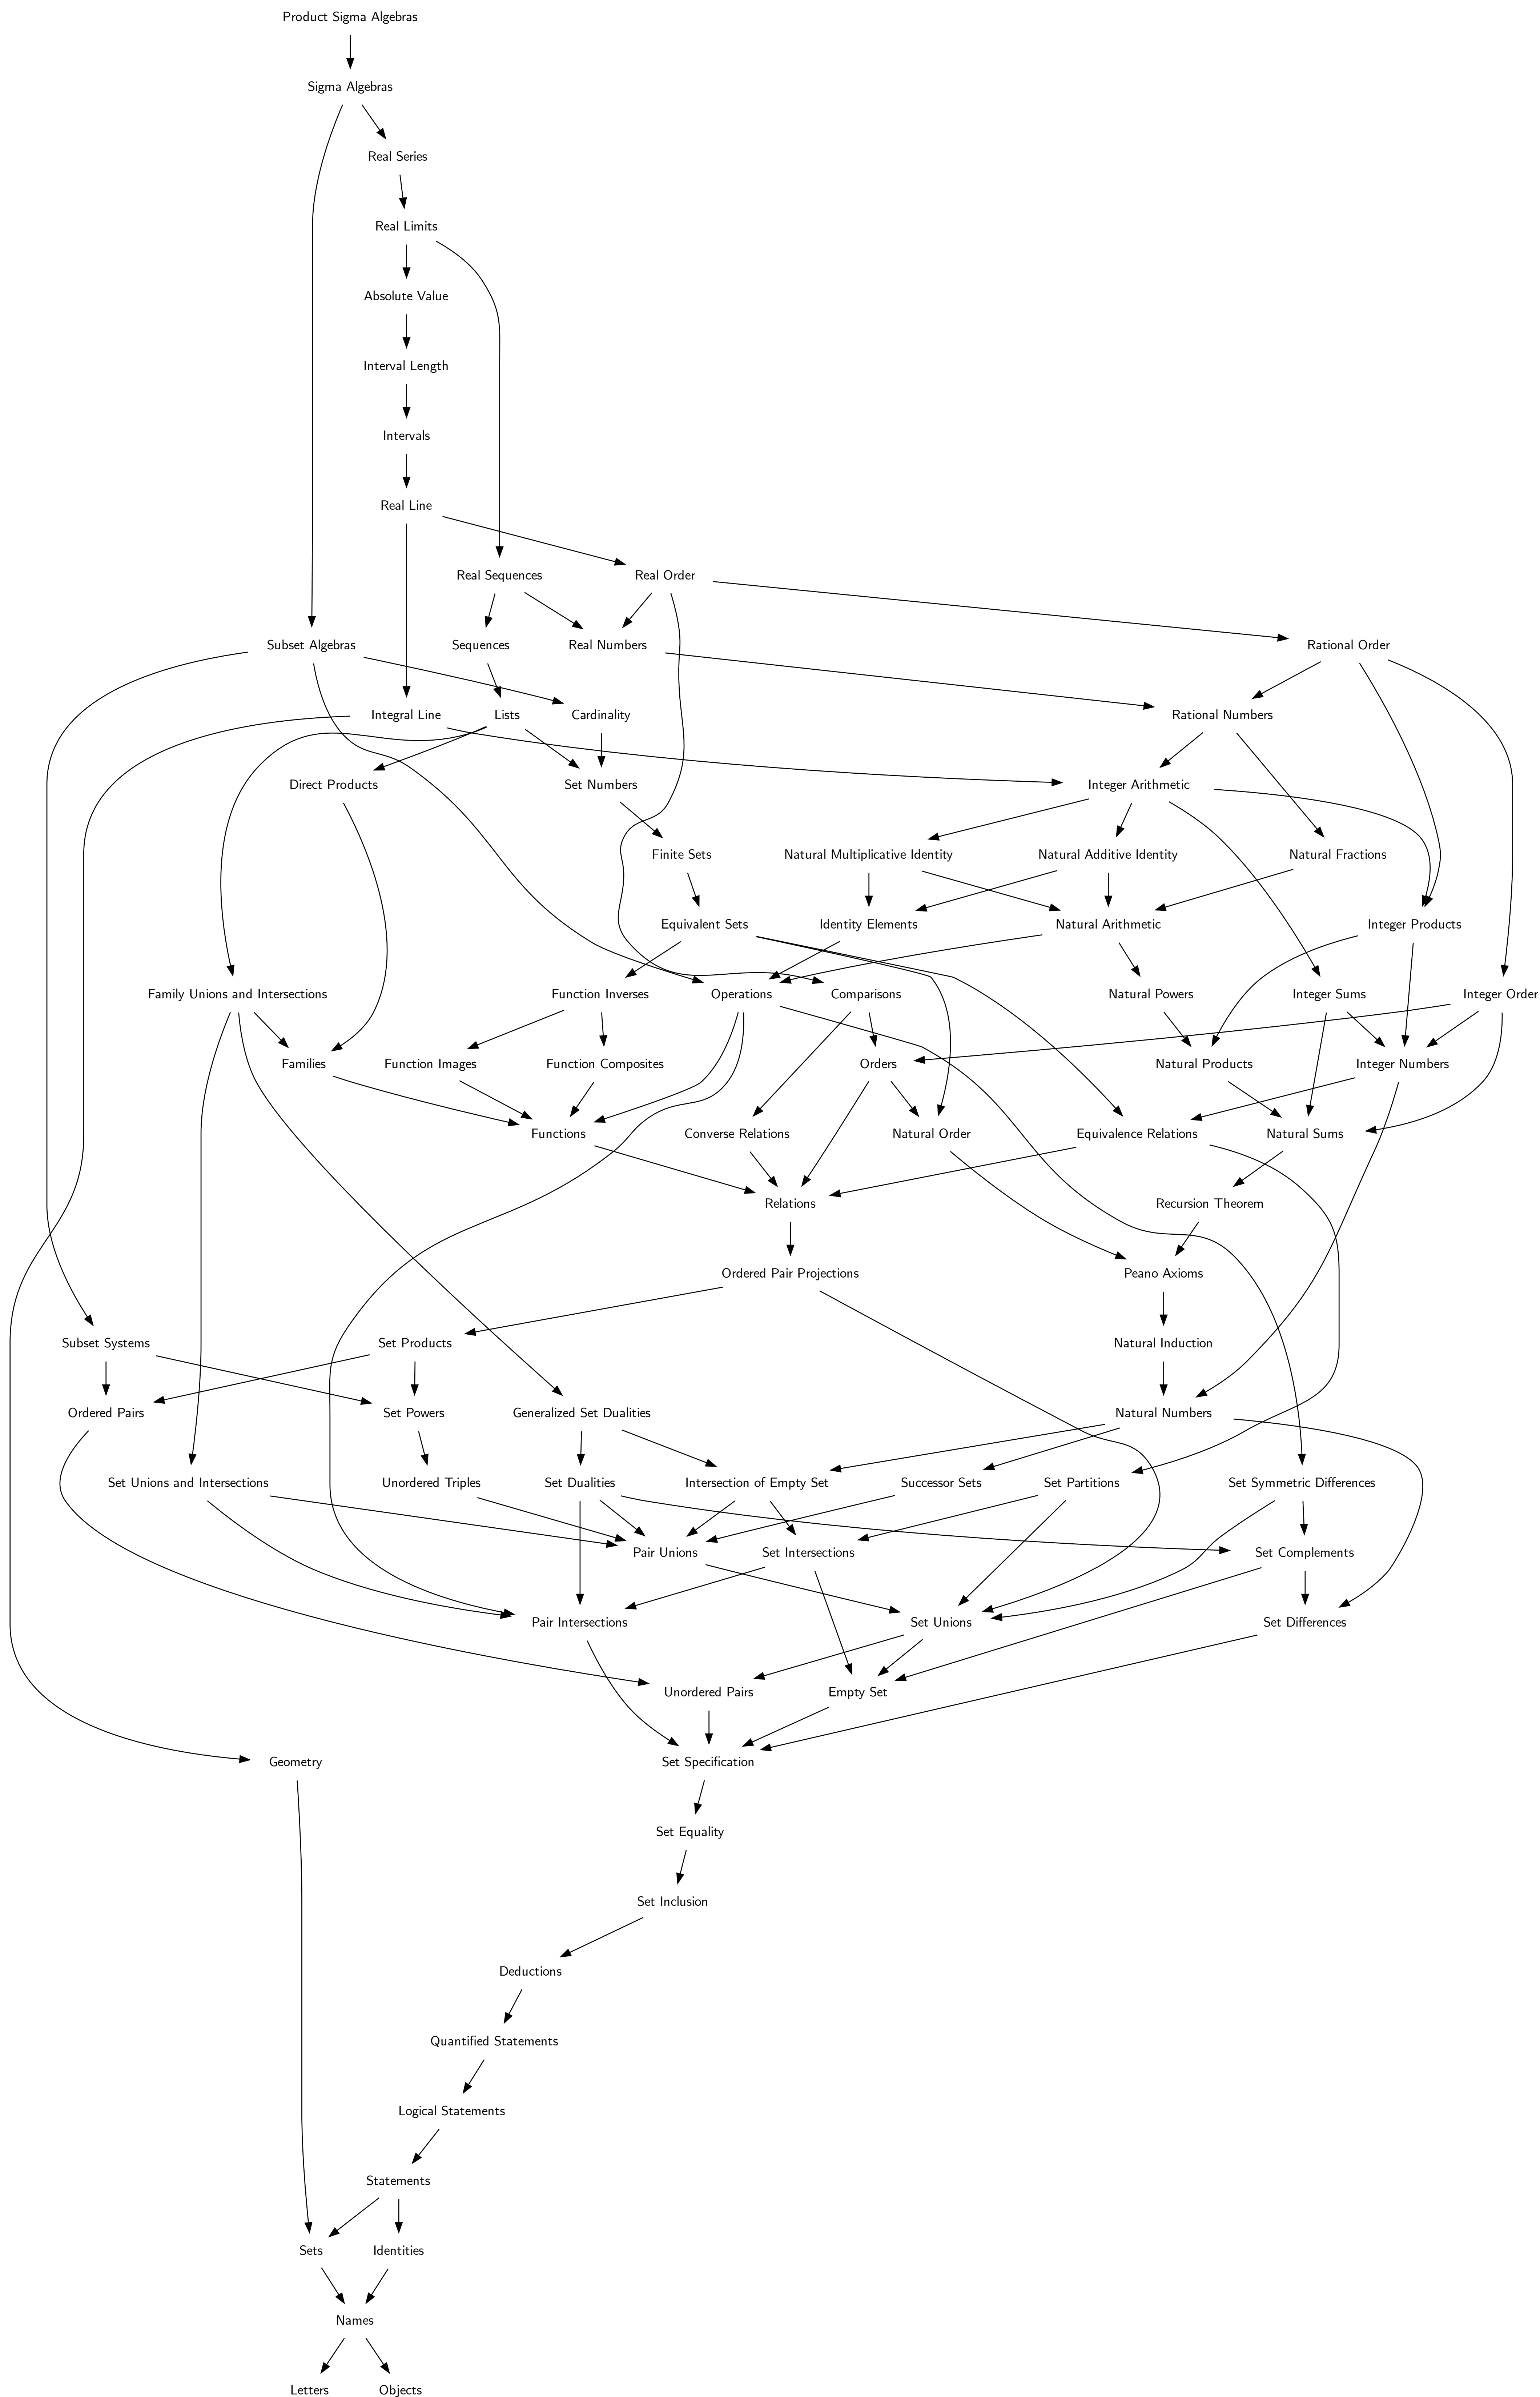 Product Sigma Algebras
Sigma Algebras
Real Series
Real Limits
Absolute Value
Interval Length
Intervals
Real Line
Real Sequences
Real Order
Subset Algebras
Sequences
Real Numbers
Rational Order
Integral Line
Lists
Cardinality
Rational Numbers
Direct Products
Set Numbers
Integer Arithmetic
Finite Sets
Natural Multiplicative Identity
Natural Additive Identity
Natural Fractions
Equivalent Sets
Identity Elements
Natural Arithmetic
Integer Products
Family Unions and Intersections
Function Inverses
Operations
Comparisons
Natural Powers
Integer Sums
Integer Order
Families
Function Images
Function Composites
Orders
Natural Products
Integer Numbers
Functions
Converse Relations
Natural Order
Equivalence Relations
Natural Sums
Relations
Recursion Theorem
Ordered Pair Projections
Peano Axioms
Subset Systems
Set Products
Natural Induction
Ordered Pairs
Set Powers
Generalized Set Dualities
Natural Numbers
Set Unions and Intersections
Unordered Triples
Set Dualities
Intersection of Empty Set
Successor Sets
Set Partitions
Set Symmetric Differences
Pair Unions
Set Intersections
Set Complements
Pair Intersections
Set Unions
Set Differences
Unordered Pairs
Empty Set
Geometry
Set Specification
Set Equality
Set Inclusion
Deductions
Quantified Statements
Logical Statements
Statements
Sets
Identities
Names
Letters
Objects